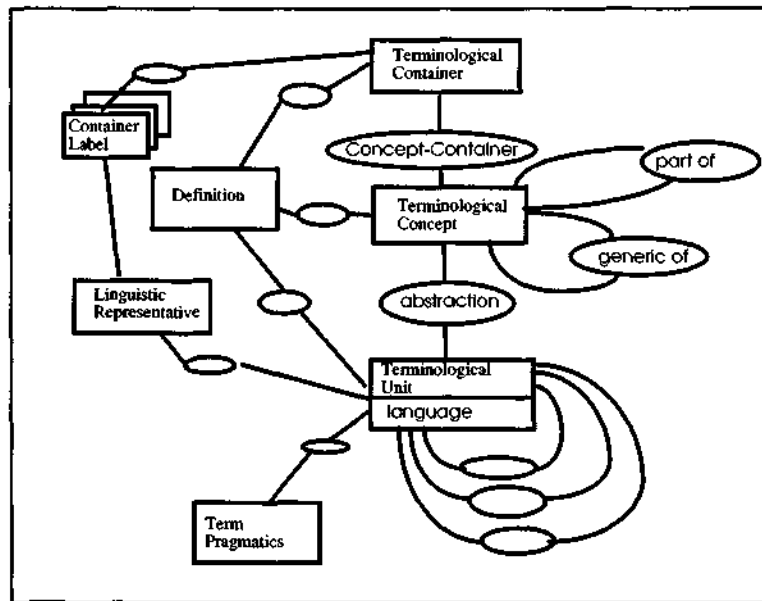 Terminological
Container
Container
Label
Concept-Container
part of
Definition
Terminological
Concept
generic of
Linguistic
Representative
abstraction
Terminological
Unit
language
Term
Pragmatics